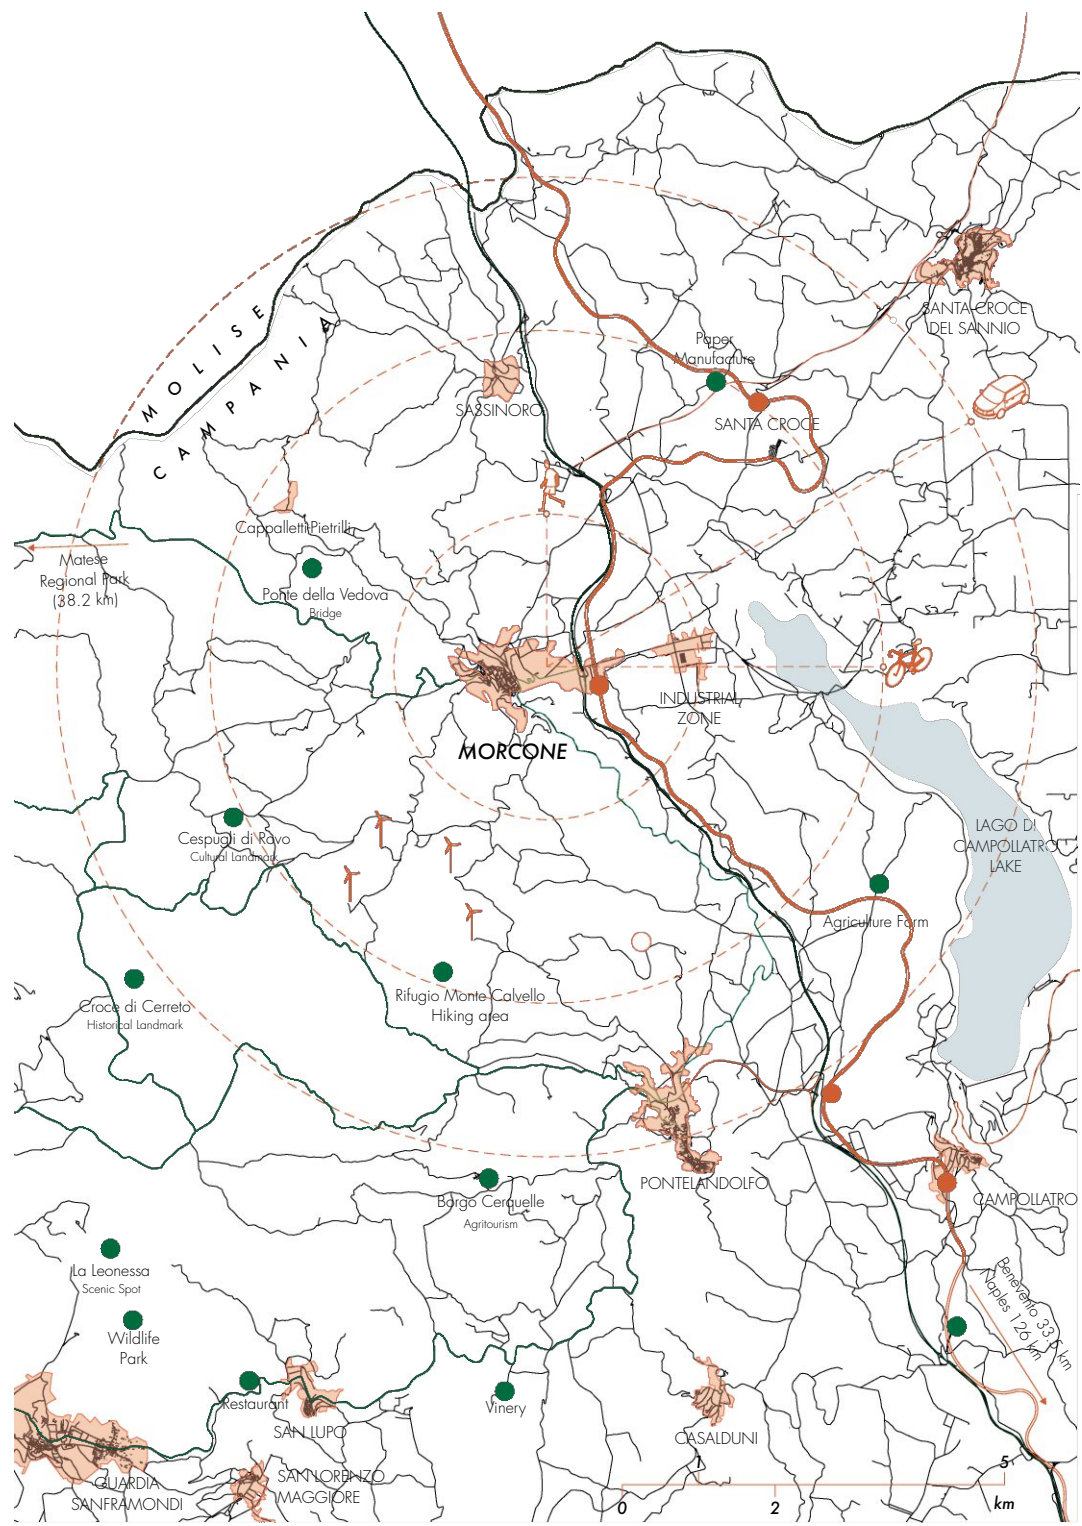 MOLISE
CAMPANIA
SANTA CROCE
DEL SANNIO
Paper
Manufacture
SASSINORO
SANTA CROCE
Cappalletti-Pietrilli
Matese
Regional Park
(38.2 km)
Ponte della Vedova
Bridge
INDUSTRIAL
ZONE
MORCONE
Cespugli di Rovo
Cultural Landmark
LAGO DI
CAMPOLLATRO
LAKE
Agriculture Farm
Croce di Cerreto
Historical Landmark
Rifugio Monte Calvello
Hiking area
PONTELANDOLFO
CAMPOLLATRO
Borgo Cerquelle
Agritourism
La Leonessa
Scenic Spot
Benevento 33,5 km
Naples 126 km
Wildlife
Park
Restaurant
Vinery
SAN LUPO
CASALDUNI
GUARDIA
SANFRAMONDI
SAN LORENZO
MAGGIORE
1
5
0
2
km